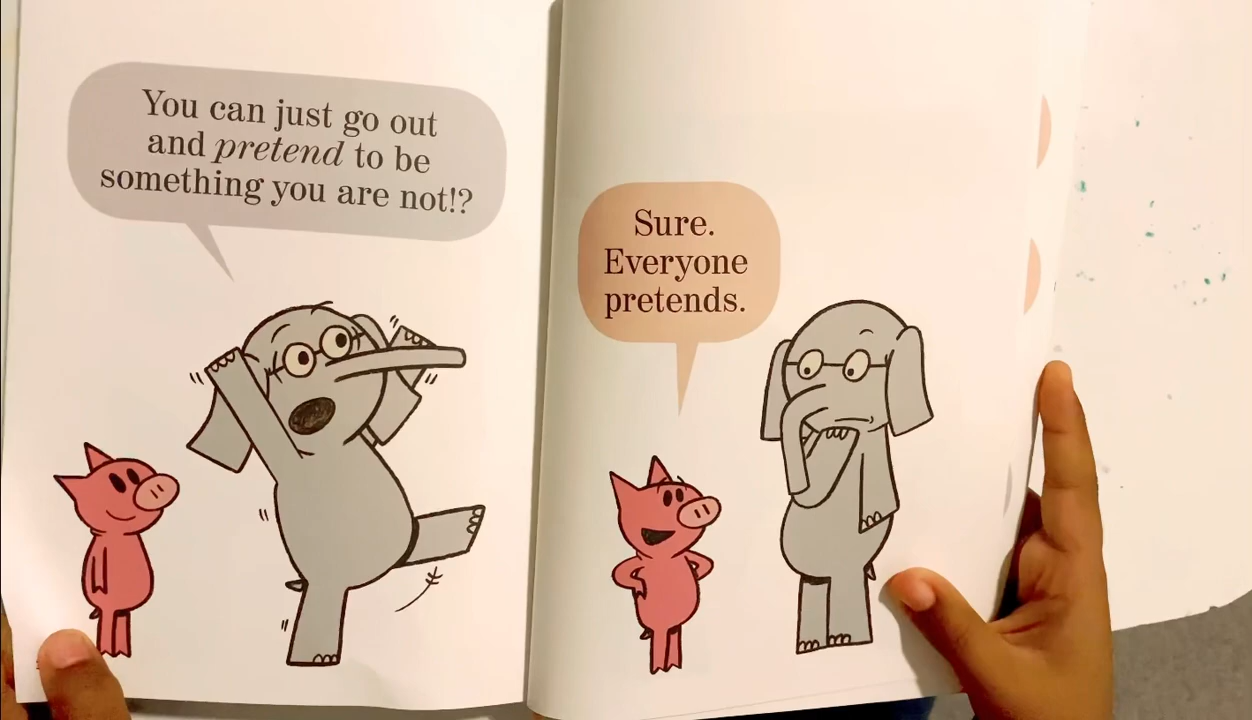 You can just go out
and pretend to be
something you are not!?
Sure.
Everyone
pretends.